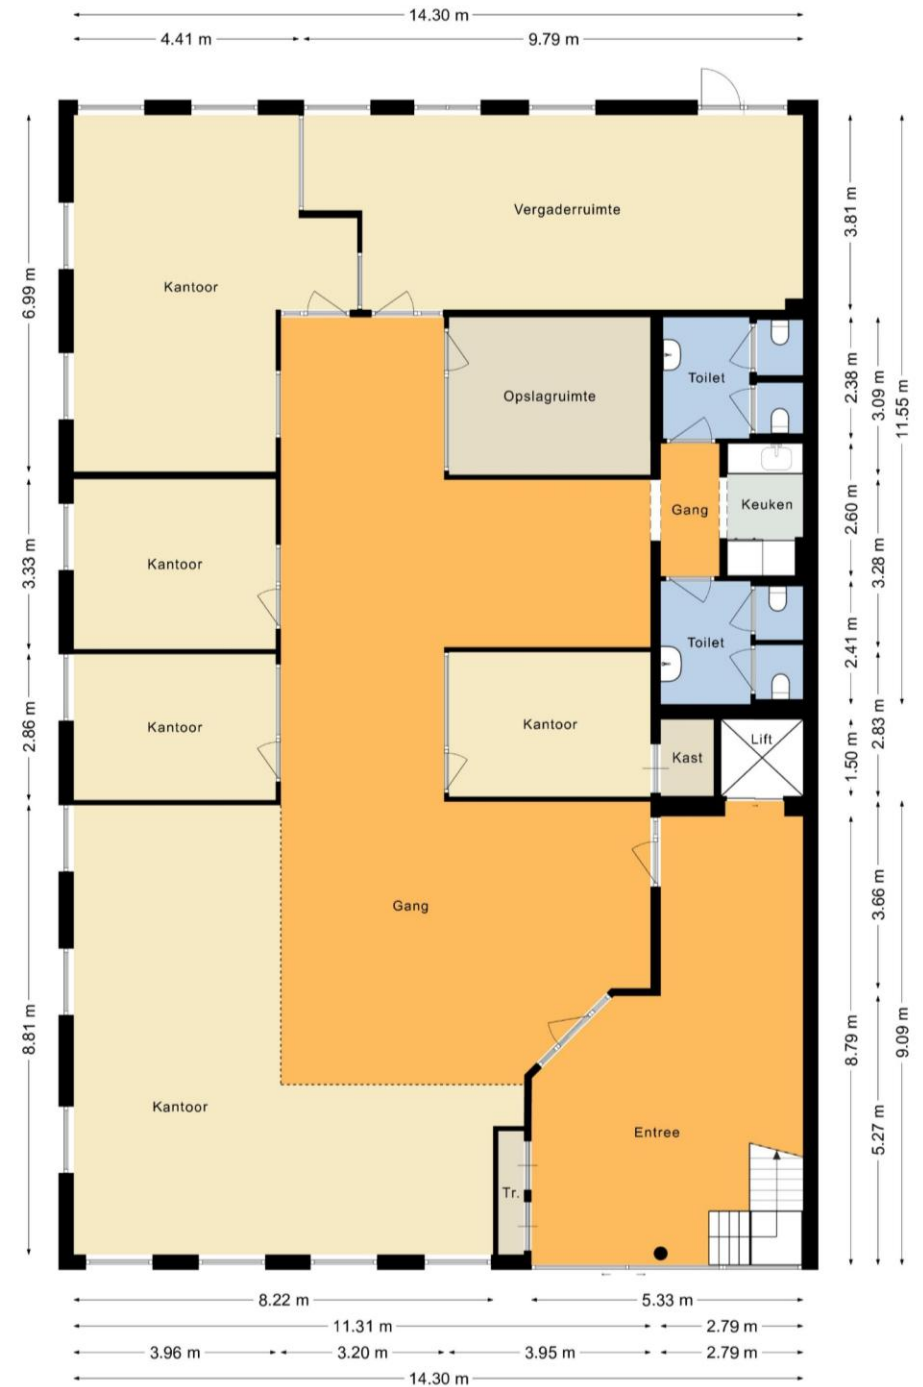 14.30 m
4.41 m
9.79 m
Vergaderruimte
3.81 m
Kantoor
6.99 m
11.55 m
2.38 m
3.09 m
Toilet
Opslagruimte
Gang
Keuken
2.60 m
Kantoor
3.33 m
3.28 m
Toilet
2.41 m
Kantoor
2.86 m
Kantoor
Kast
Lift
1.50 m
2.83 m
Gang
3.66 m
8.81 m
8.79 m
9.09 m
Kantoor
Entree
5.27 m
Tr.
8.22 m
5.33 m
11.31 m
2.79 m
3.96 m
3.20 m
3.95 m
2.79 m
14.30 m